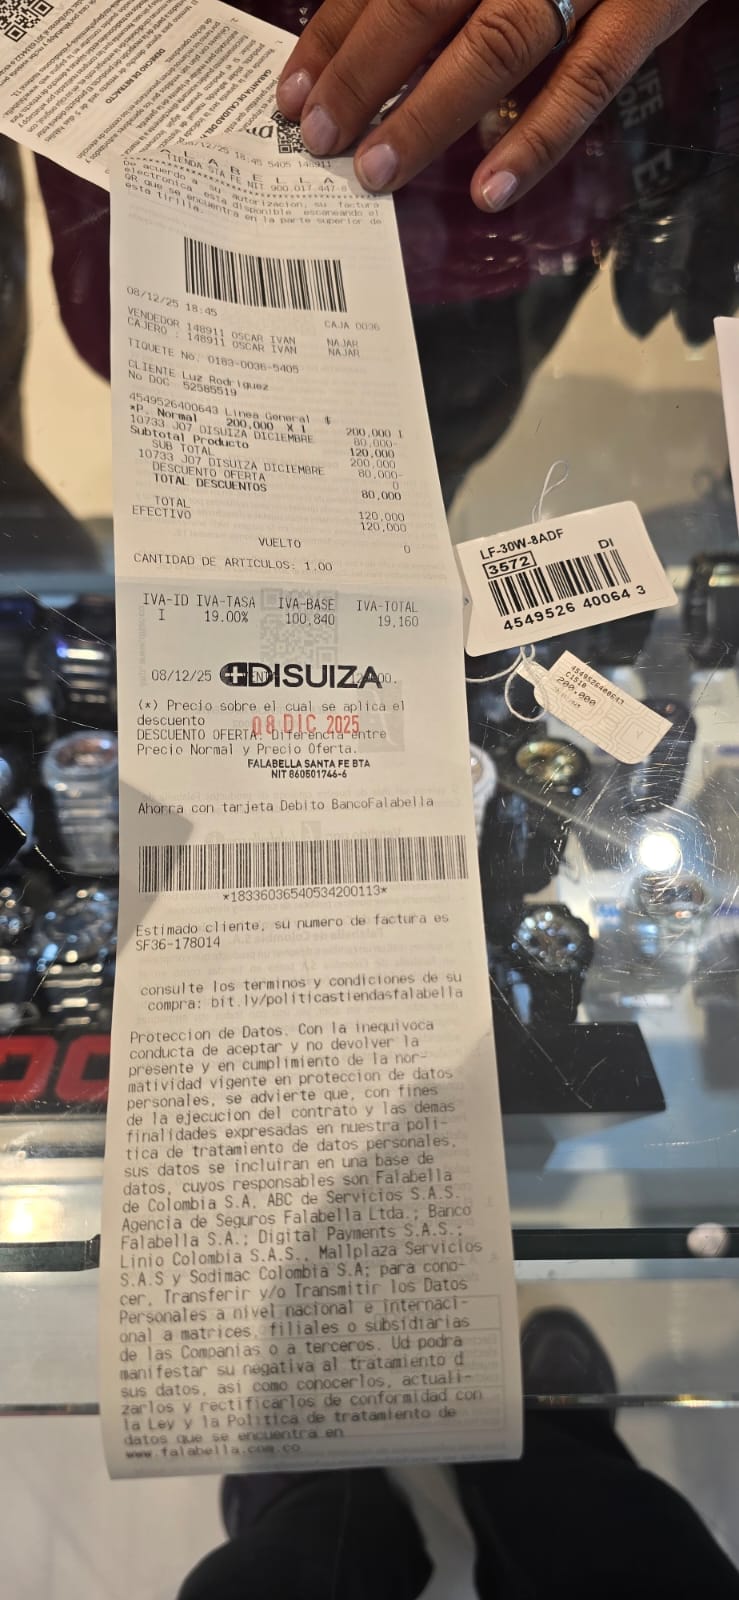 DERECHO DE RETRACTO
08/12/25 18:45 5405 148911
LABELLA
TIENDA STA FE NIT 900.017.447-8
De acuerdo a su autorizacion, su factura
electronica esta disponible escaneando el
QR que se encuentra en la parte superior de
esta tirilla.
08/12/25 18:45 CAJA 0036
VENDEDOR 148911 OSCAR IVAN NAJAR
CAJERO : 148911 OSCAR IVAN NAJAR
TIQUETE No. 0183-0036-5405
CLIENTE Luz Rodriguez
No DOC 52585519
4549526400643 Linea General $
*P. Normal 200,000 X 1 200,000 I
10733 J07 DISUIZA DICIEMBRE 80,000-
Subtotal Producto 120,000
SUB TOTAL 200,000
10733 J07 DISUIZA DICIEMBRE 80,000-
DESCUENTO OFERTA 0
TOTAL DESCUENTOS 80,000
TOTAL 120,000
EFECTIVO 120,000
VUELTO 0
CANTIDAD DE ARTICULOS: 1.00
IVA-ID IVA-TASA IVA-BASE IVA-TOTAL
I 19.00% 100,840 19,160
08/12/25 DISUIZA
(*) Precio sobre el cual se aplica el
descuento 08 DIC 2025
DESCUENTO OFERTA: Diferencia entre
Precio Normal y Precio Oferta.
FALABELLA SANTA FE BTA
NIT 860501746-6
Ahorra con tarjeta Debito BancoFalabella
*18336036540534200113*
Estimado cliente, su numero de factura es
SF36-178014
consulte los terminos y condiciones de su
compra: bit.ly/politicastiendasfalabella
Proteccion de Datos. Con la inequivoca
conducta de aceptar y no devolver la
presente y en cumplimiento de la nor-
matividad vigente en proteccion de datos
personales, se advierte que, con fines
de la ejecucion del contrato y las demas
finalidades expresadas en nuestra poli-
tica de tratamiento de datos personales,
sus datos se incluiran en una base de
datos, cuyos responsables son Falabella
de Colombia S.A. ABC de Servicios S.A.S.
Agencia de Seguros Falabella Ltda.; Banco
Falabella S.A.; Digital Payments S.A.S.;
Linio Colombia S.A.S., Mallplaza Servicios
S.A.S y Sodimac Colombia S.A; para cono-
cer, Transferir y/o Transmitir los Datos
Personales a nivel nacional e internaci-
onal a matrices, filiales o subsidiarias
de las Companias o a terceros. Ud podra
manifestar su negativa al tratamiento d
sus datos, asi como conocerlos, actuali-
zarlos y rectificarlos de conformidad con
la Ley y la Politica de tratamiento de
datos que se encuentra en
www.falabella.com.co
LF-30W-8ADF
3572 DI
4549526 40064 3
4549526400643
C1510
200,000